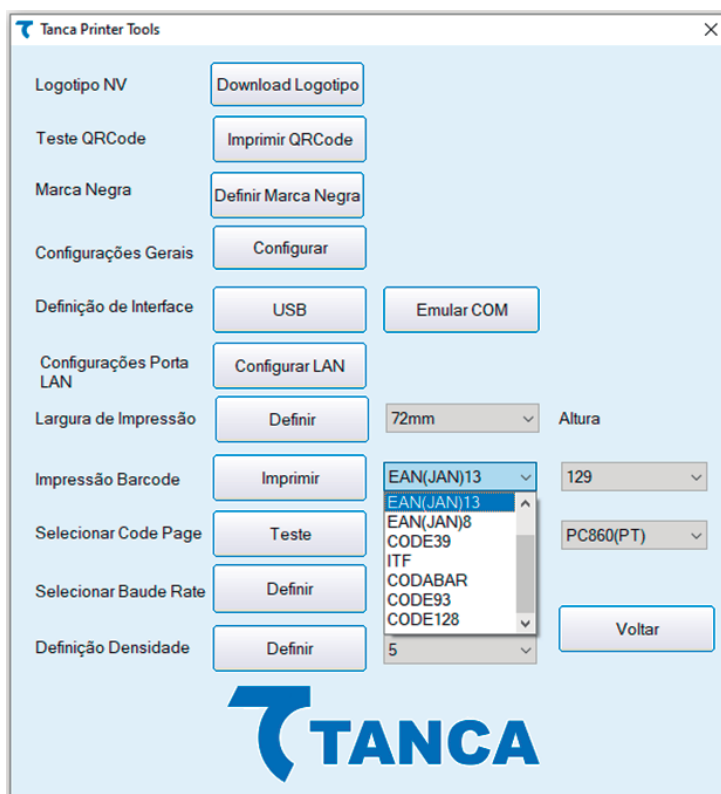 Tanca Printer Tools
Logotipo NV
Download Logotipo
Teste QRCode
Imprimir QRCode
Marca Negra
Definir Marca Negra
Configurações Gerais
Configurar
Definição de Interface
USB
Emular COM
Configurações Porta
LAN
Configurar LAN
Largura de Impressão
Definir
72mm
Altura
Impressão Barcode
Imprimir
EAN(JAN)13
129
EAN(JAN)13
EAN(JAN)8
CODE39
ITF
CODABAR
CODE93
CODE128
Selecionar Code Page
Teste
PC860(PT)
Selecionar Baude Rate
Definir
Definição Densidade
Definir
5
Voltar
TANCA